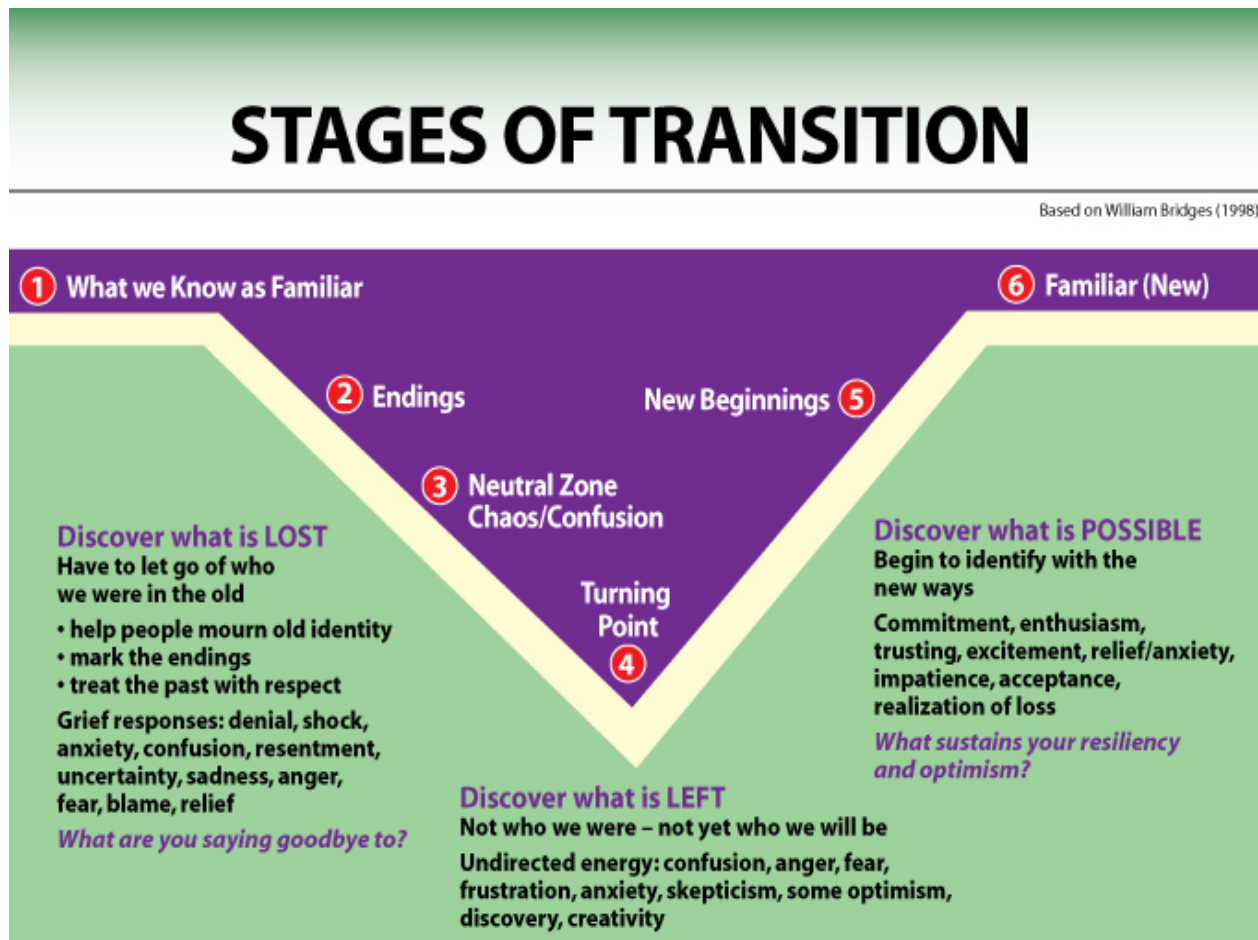 STAGES OF TRANSITION
Based on William Bridges (1998)
1 What we Know as Familiar
2 Endings
3 Neutral Zone
Chaos/Confusion
Turning
Point
4
New Beginnings 5
6 Familiar (New)
Discover what is LOST
Have to let go of who
we were in the old
• help people mourn old identity
• mark the endings
• treat the past with respect
Grief responses: denial, shock,
anxiety, confusion, resentment,
uncertainty, sadness, anger,
fear, blame, relief
What are you saying goodbye to?
Discover what is LEFT
Not who we were – not yet who we will be
Undirected energy: confusion, anger, fear,
frustration, anxiety, skepticism, some optimism,
discovery, creativity
Discover what is POSSIBLE
Begin to identify with the
new ways
Commitment, enthusiasm,
trusting, excitement, relief/anxiety,
impatience, acceptance,
realization of loss
What sustains your resiliency
and optimism?